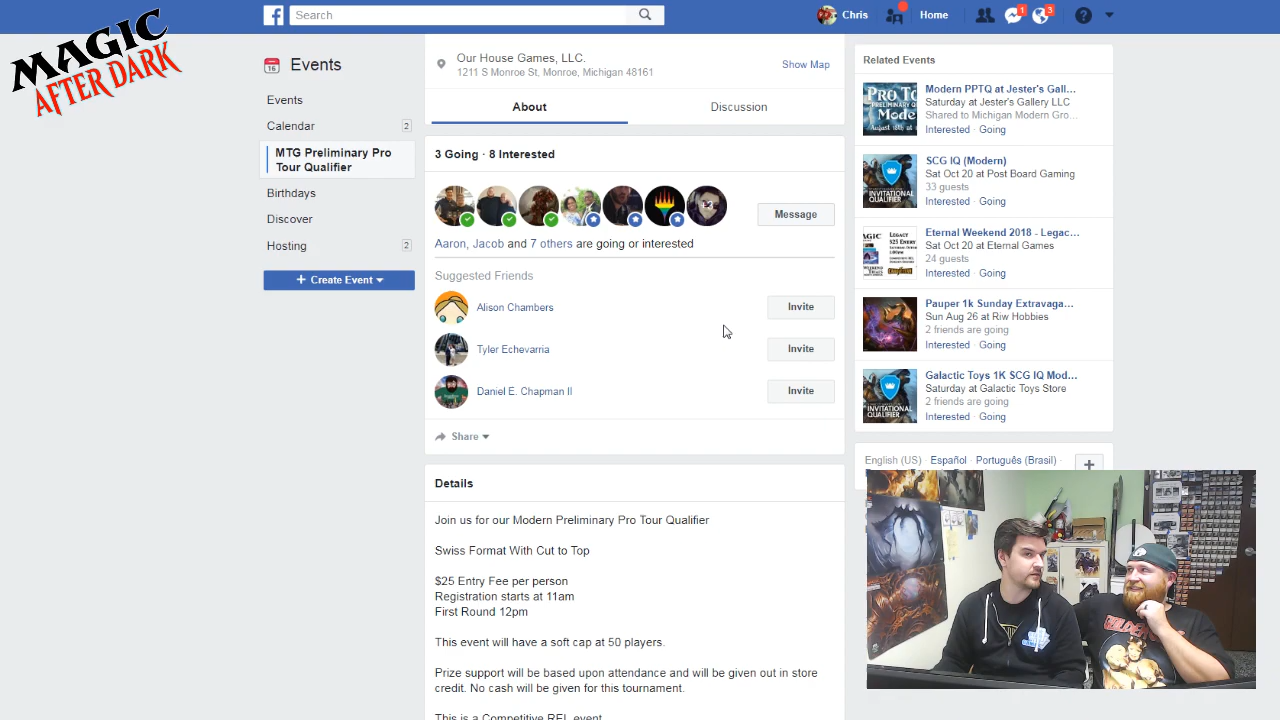 MAGIC
AFTER DARK
Search
Chris
Home
1
3
16
Events
Events
Calendar
2
MTG Preliminary Pro
Tour Qualifier
Birthdays
Discover
Hosting
2
+ Create Event
Our House Games, LLC.
1211 S Monroe St, Monroe, Michigan 48161
Show Map
About
Discussion
3 Going · 8 Interested
Message
Aaron, Jacob and 7 others are going or interested
Suggested Friends
Alison Chambers
Invite
Tyler Echevarria
Invite
Daniel E. Chapman II
Invite
Share
Details
Join us for our Modern Preliminary Pro Tour Qualifier
Swiss Format With Cut to Top
$25 Entry Fee per person
Registration starts at 11am
First Round 12pm
This event will have a soft cap at 50 players.
Prize support will be based upon attendance and will be given out in store
credit. No cash will be given for this tournament.
This is a Competitive REL event
Related Events
Modern PPTQ at Jester's Gall...
Saturday at Jester's Gallery LLC
Shared to Michigan Modern Gro...
Interested · Going
SCG IQ (Modern)
Sat Oct 20 at Post Board Gaming
33 guests
Interested · Going
Eternal Weekend 2018 - Legac...
Sat Oct 20 at Eternal Games
24 guests
Interested · Going
Pauper 1k Sunday Extravaga...
Sun Aug 26 at Riw Hobbies
2 friends are going
Interested · Going
Galactic Toys 1K SCG IQ Mod...
Saturday at Galactic Toys Store
2 friends are going
Interested · Going
English (US) · Español · Português (Brasil) ·